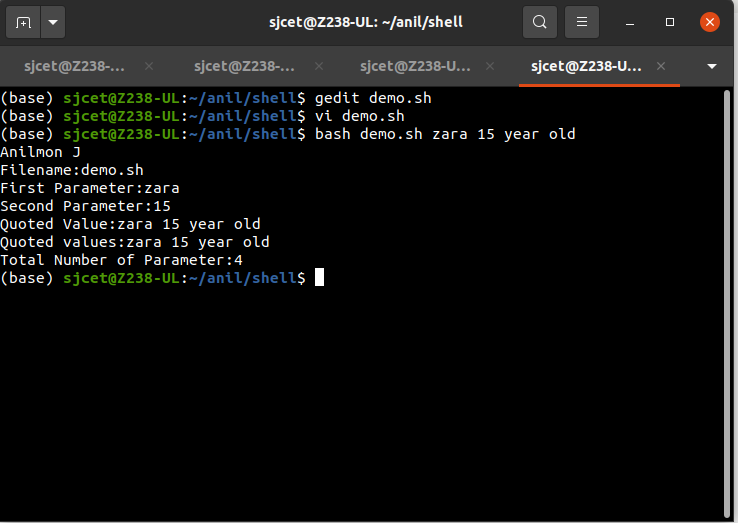 sjcet@Z238-UL: ~/anil/shell
sjcet@Z238-... sjcet@Z238-... sjcet@Z238-U... sjcet@Z238-U...
(base) sjcet@Z238-UL:~/anil/shell$ gedit demo.sh
(base) sjcet@Z238-UL:~/anil/shell$ vi demo.sh
(base) sjcet@Z238-UL:~/anil/shell$ bash demo.sh zara 15 year old
Anilmon J
Filename:demo.sh
First Parameter:zara
Second Parameter:15
Quoted Value:zara 15 year old
Quoted values:zara 15 year old
Total Number of Parameter:4
(base) sjcet@Z238-UL:~/anil/shell$